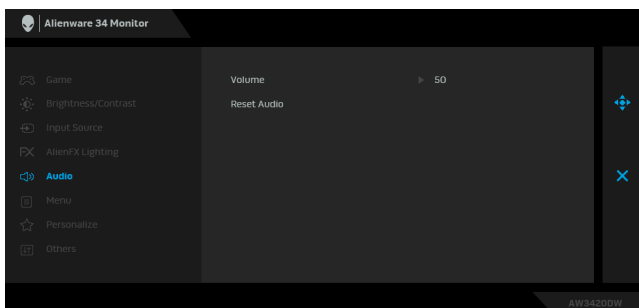 Alienware 34 Monitor
Game
Brightness/Contrast
Input Source
AlienFX Lighting
Audio
Menu
Personalize
Others
Volume 50
Reset Audio
AW3420DW